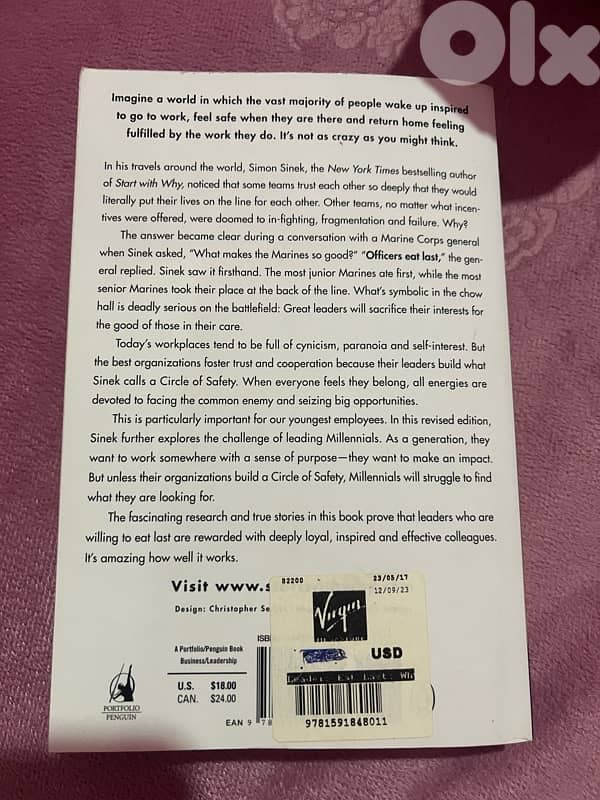 Olx
Imagine a world in which the vast majority of people wake up inspired
to go to work, feel safe when they are there and return home feeling
fulfilled by the work they do. It's not as crazy as you might think.
In his travels around the world, Simon Sinek, the New York Times bestselling author
of Start with Why, noticed that some teams trust each other so deeply that they would
literally put their lives on the line for each other. Other teams, no matter what incen-
tives were offered, were doomed to in-fighting, fragmentation and failure. Why?
The answer became clear during a conversation with a Marine Corps general
when Sinek asked, "What makes the Marines so good?" "Officers eat last," the gen-
eral replied. Sinek saw it firsthand. The most junior Marines ate first, while the most
senior Marines took their place at the back of the line. What's symbolic in the chow
hall is deadly serious on the battlefield: Great leaders will sacrifice their interests for
the good of those in their care.
Today's workplaces tend to be full of cynicism, paranoia and self-interest. But
the best organizations foster trust and cooperation because their leaders build what
Sinek calls a Circle of Safety. When everyone feels they belong, all energies are
devoted to facing the common enemy and seizing big opportunities.
This is particularly important for our youngest employees. In this revised edition,
Sinek further explores the challenge of leading Millennials. As a generation, they
want to work somewhere with a sense of purpose—they want to make an impact.
But unless their organizations build a Circle of Safety, Millennials will struggle to find
what they are looking for.
The fascinating research and true stories in this book prove that leaders who are
willing to eat last are rewarded with deeply loyal, inspired and effective colleagues.
It's amazing how well it works.
Visit www.s
Design: Christopher Se
ISB
A Portfolio/Penguin Book
Business/Leadership
PORTFOLIO
PENGUIN
U.S. $18.00
CAN. $24.00
EAN 9 78
82200 23/05/17
12/09/23
Virgin
USD
Leader: Eat Last: Wh
9781591848011